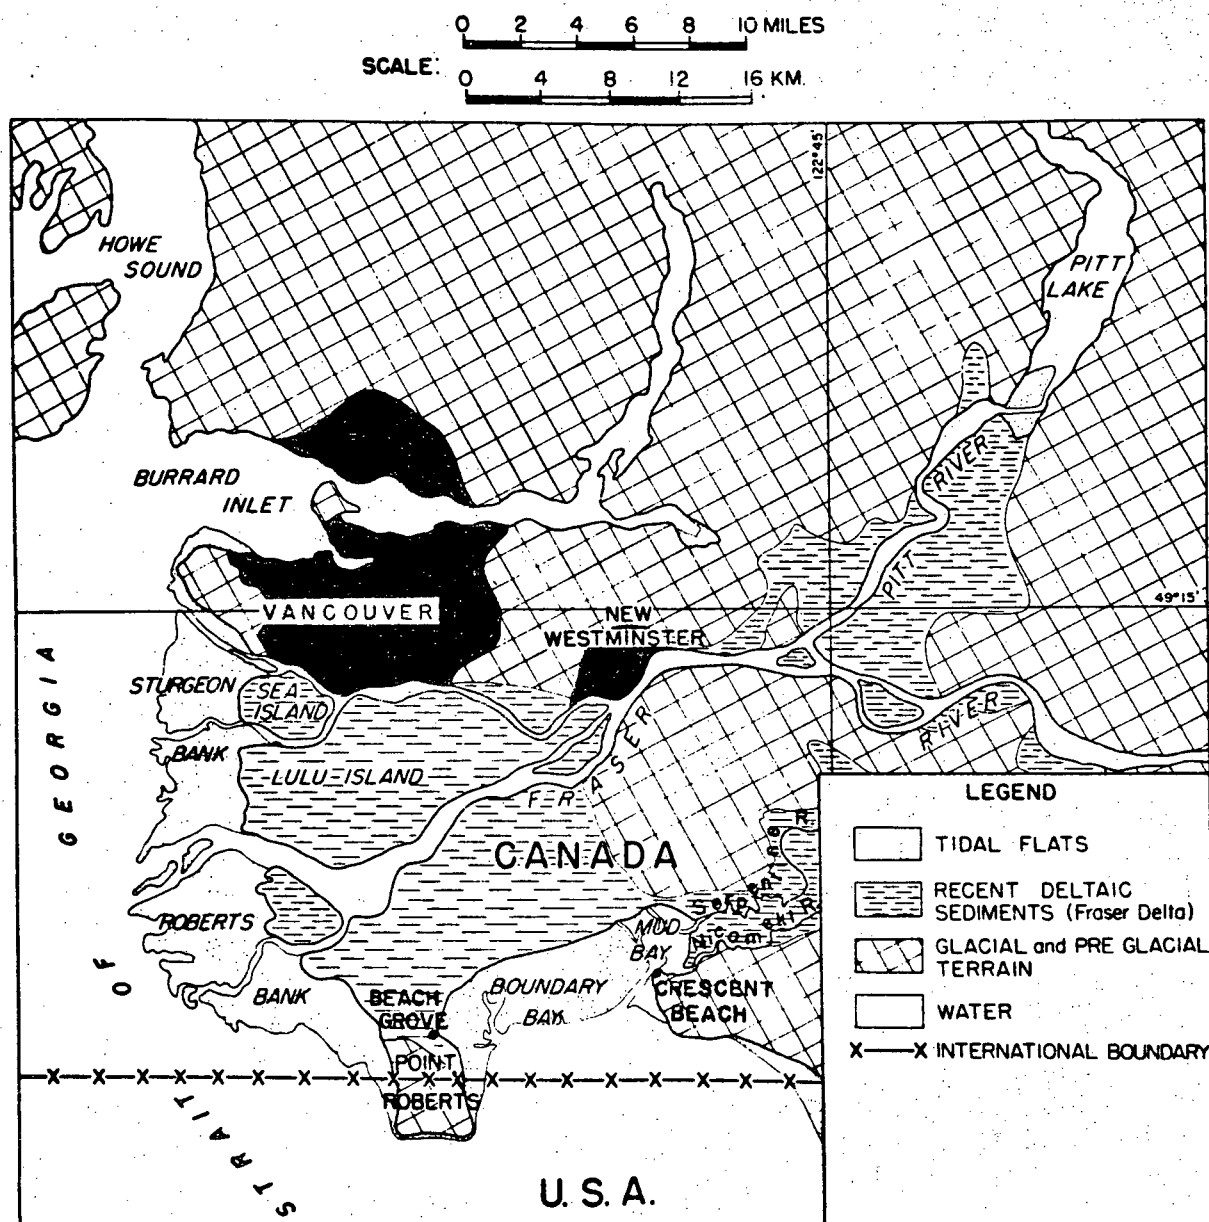 0 2 4 6 8 10 MILES
SCALE:
0 4 8 12 16 KM.
122°45'
HOWE
SOUND
PITT
LAKE
BURRARD
INLET
PITT RIVER
49°15'
VANCOUVER
NEW
WESTMINSTER
STURGEON
BANK
SEA
ISLAND
LULU-ISLAND
FRASER RIVER
CANADA
Serpentine R.
Nicomekl R.
MUD
BAY
ROBERTS
BANK
BOUNDARY
BAY
BEACH
GROVE
CRESCENT
BEACH
POINT
ROBERTS
STRAIT OF GEORGIA
U.S.A.
LEGEND
TIDAL FLATS
RECENT DELTAIC
SEDIMENTS (Fraser Delta)
GLACIAL and PRE GLACIAL
TERRAIN
WATER
X—X INTERNATIONAL BOUNDARY